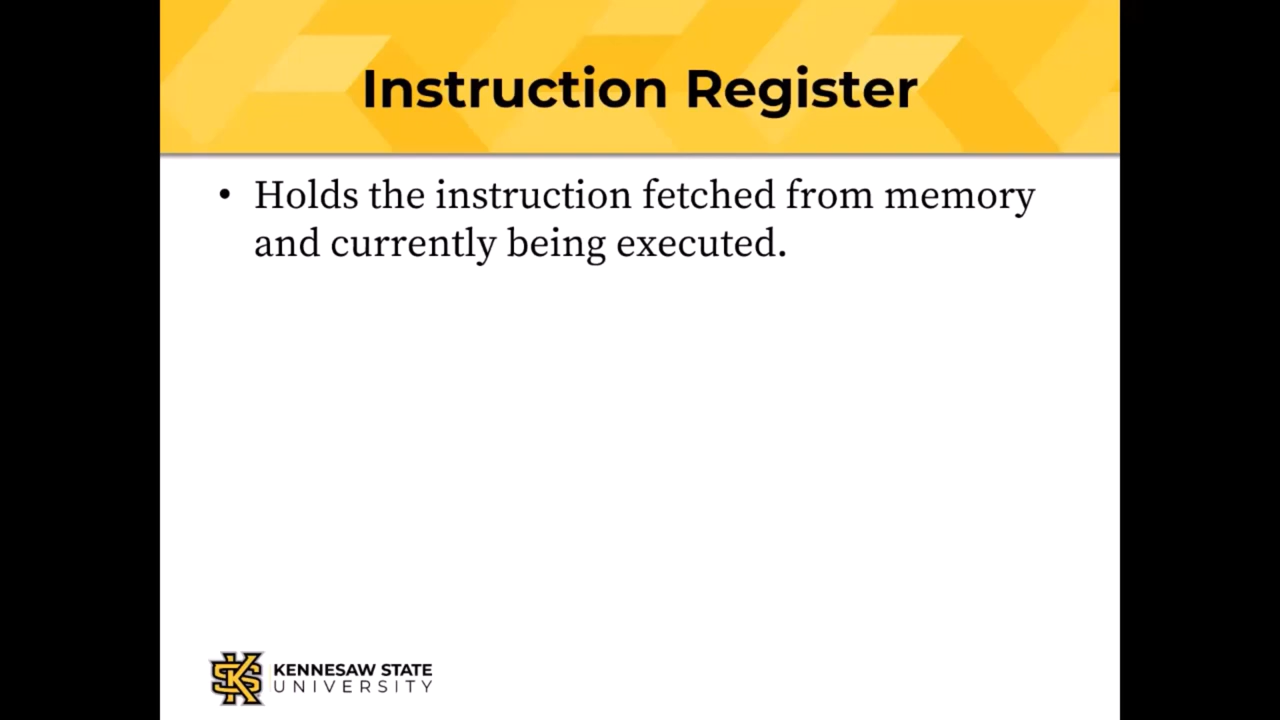 Instruction Register
• Holds the instruction fetched from memory
and currently being executed.
KENNESAW STATE
UNIVERSITY